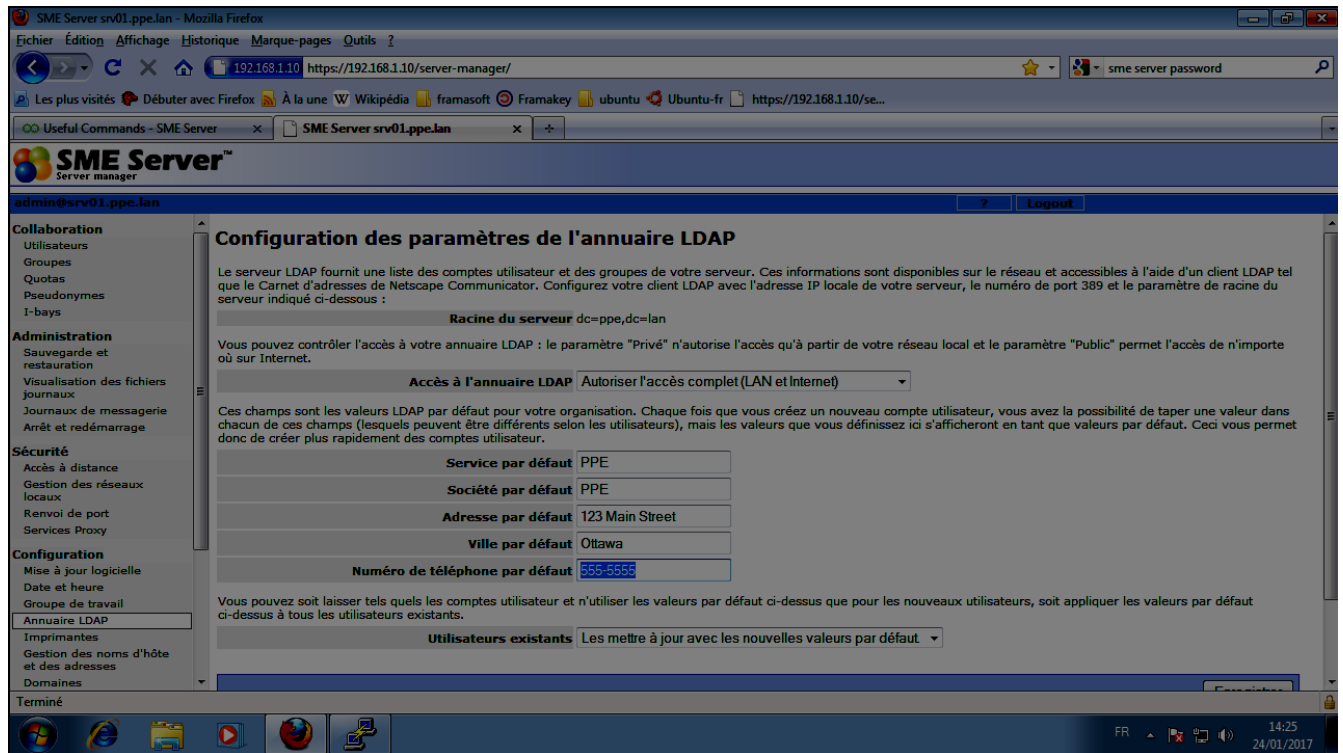 SME Server srv01.ppe.lan - Mozilla Firefox
Fichier Édition Affichage Historique Marque-pages Outils ?
192.168.1.10 https://192.168.1.10/server-manager/
sme server password
Les plus visités Débuter avec Firefox À la une W Wikipédia framasoft Framakey ubuntu Ubuntu-fr https://192.168.1.10/se...
Useful Commands - SME Server
SME Server srv01.ppe.lan
SME Server™
Server manager
admin@srv01.ppe.lan
? Logout
Collaboration
Utilisateurs
Groupes
Quotas
Pseudonymes
I-bays
Administration
Sauvegarde et
restauration
Visualisation des fichiers
journaux
Journaux de messagerie
Arrêt et redémarrage
Sécurité
Accès à distance
Gestion des réseaux
locaux
Renvoi de port
Services Proxy
Configuration
Mise à jour logicielle
Date et heure
Groupe de travail
Annuaire LDAP
Imprimantes
Gestion des noms d'hôte
et des adresses
Domaines
Configuration des paramètres de l'annuaire LDAP
Le serveur LDAP fournit une liste des comptes utilisateur et des groupes de votre serveur. Ces informations sont disponibles sur le réseau et accessibles à l'aide d'un client LDAP tel
que le Carnet d'adresses de Netscape Communicator. Configurez votre client LDAP avec l'adresse IP locale de votre serveur, le numéro de port 389 et le paramètre de racine du
serveur indiqué ci-dessous :
Racine du serveur dc=ppe,dc=lan
Vous pouvez contrôler l'accès à votre annuaire LDAP : le paramètre "Privé" n'autorise l'accès qu'à partir de votre réseau local et le paramètre "Public" permet l'accès de n'importe
où sur Internet.
Accès à l'annuaire LDAP Autoriser l'accès complet (LAN et Internet)
Ces champs sont les valeurs LDAP par défaut pour votre organisation. Chaque fois que vous créez un nouveau compte utilisateur, vous avez la possibilité de taper une valeur dans
chacun de ces champs (lesquels peuvent être différents selon les utilisateurs), mais les valeurs que vous définissez ici s'afficheront en tant que valeurs par défaut. Ceci vous permet
donc de créer plus rapidement des comptes utilisateur.
Service par défaut PPE
Société par défaut PPE
Adresse par défaut 123 Main Street
Ville par défaut Ottawa
Numéro de téléphone par défaut 555-5555
Vous pouvez soit laisser tels quels les comptes utilisateur et n'utiliser les valeurs par défaut ci-dessus que pour les nouveaux utilisateurs, soit appliquer les valeurs par défaut
ci-dessus à tous les utilisateurs existants.
Utilisateurs existants Les mettre à jour avec les nouvelles valeurs par défaut.
Enregistrer
Terminé
FR
14:25
24/01/2017